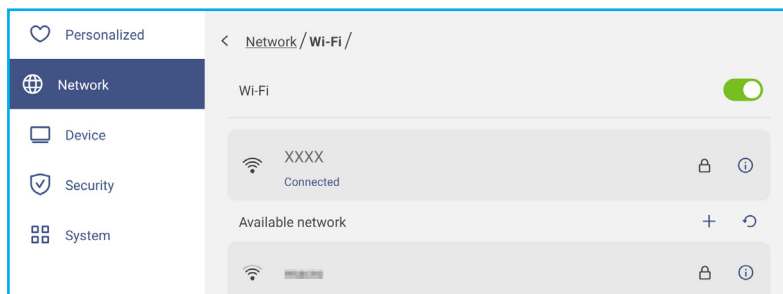 Personalized
Network
Device
Security
System
< Network / Wi-Fi /
Wi-Fi
XXXX
Connected
Available network